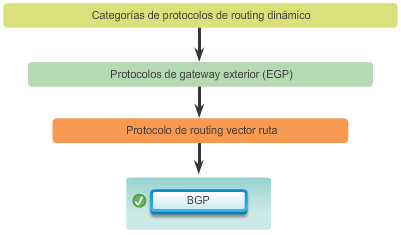 Categorías de protocolos de routing dinámico
Protocolos de gateway exterior (EGP)
Protocolo de routing vector ruta
BGP